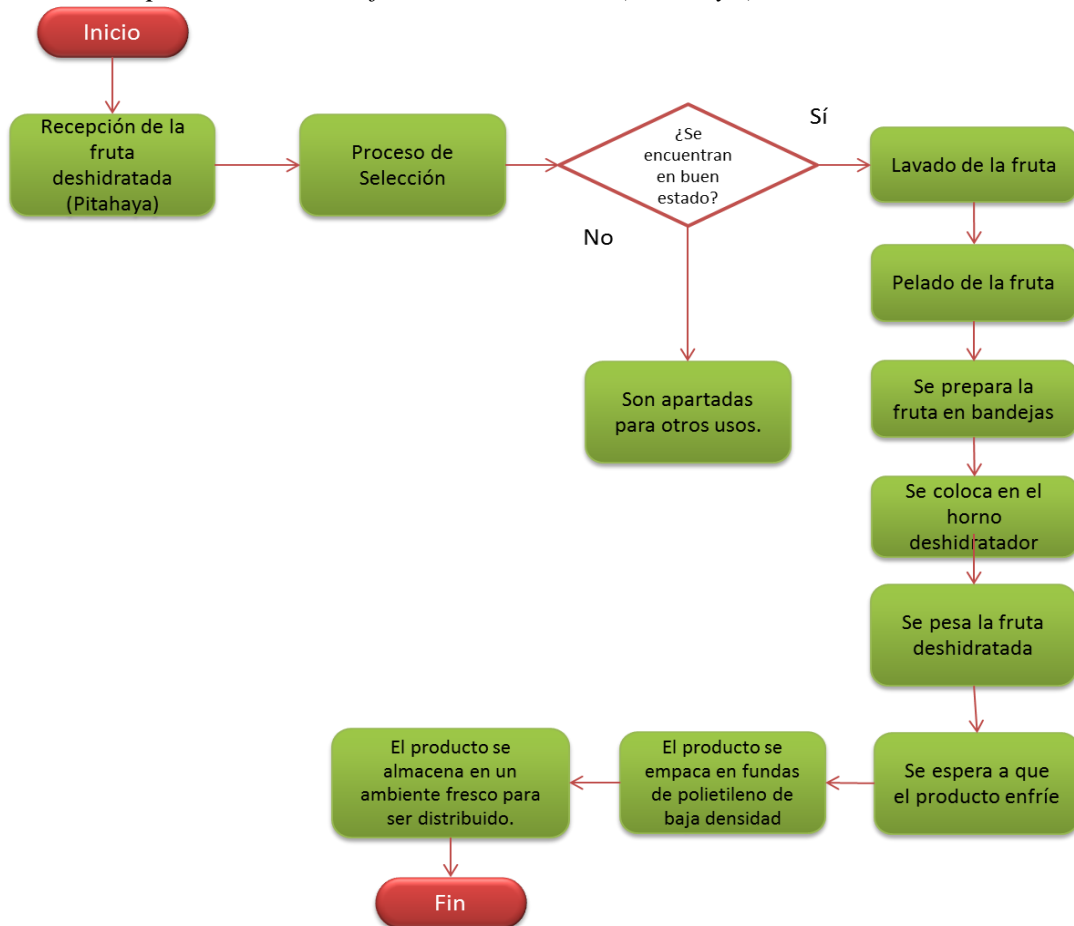 Inicio
Recepción de la
fruta
deshidratada
(Pitahaya)
Proceso de
Selección
¿Se
encuentran
en buen
estado?
Sí
No
Lavado de la fruta
Pelado de la fruta
Son apartadas
para otros usos.
Se prepara la
fruta en bandejas
Se coloca en el
horno
deshidratador
Se pesa la fruta
deshidratada
Se espera a que
el producto enfríe
El producto se
empaca en fundas
de polietileno de
baja densidad
El producto se
almacena en un
ambiente fresco para
ser distribuido.
Fin